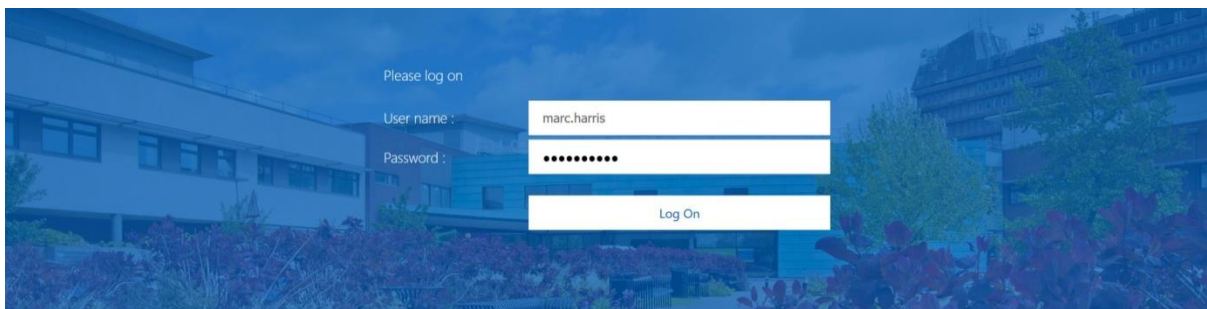 Please log on
User name : marc.harris
Password : ••••••••••
Log On